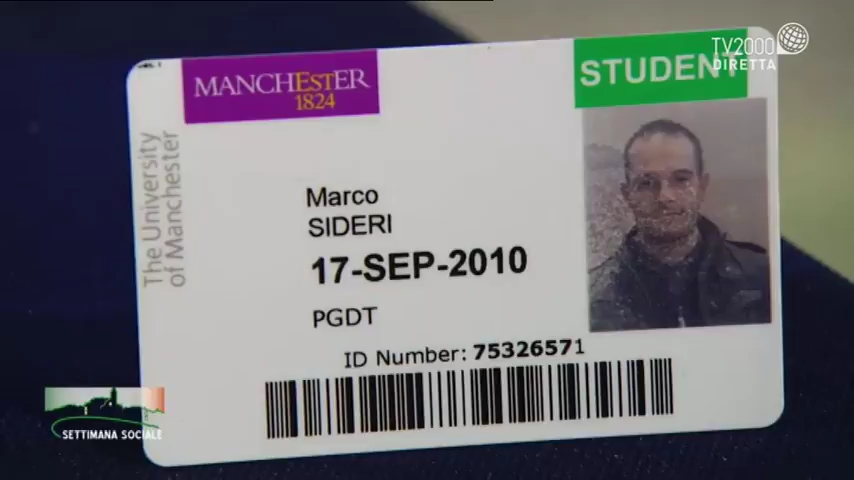 MANCHESTER
1824
The University
of Manchester
STUDENT
Marco
SIDERI
17-SEP-2010
PGDT
ID Number: 75326571
TV2000
DIRETTA
SETTIMANA SOCIALE